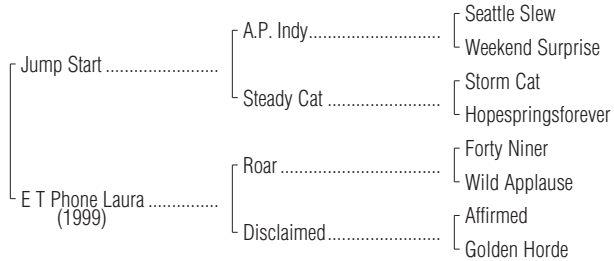 Seattle Slew
A.P. Indy
Weekend Surprise
Jump Start
Storm Cat
Steady Cat
Hopespringsforever
Forty Niner
Roar
Wild Applause
E T Phone Laura
(1999)
Affirmed
Disclaimed
Golden Horde